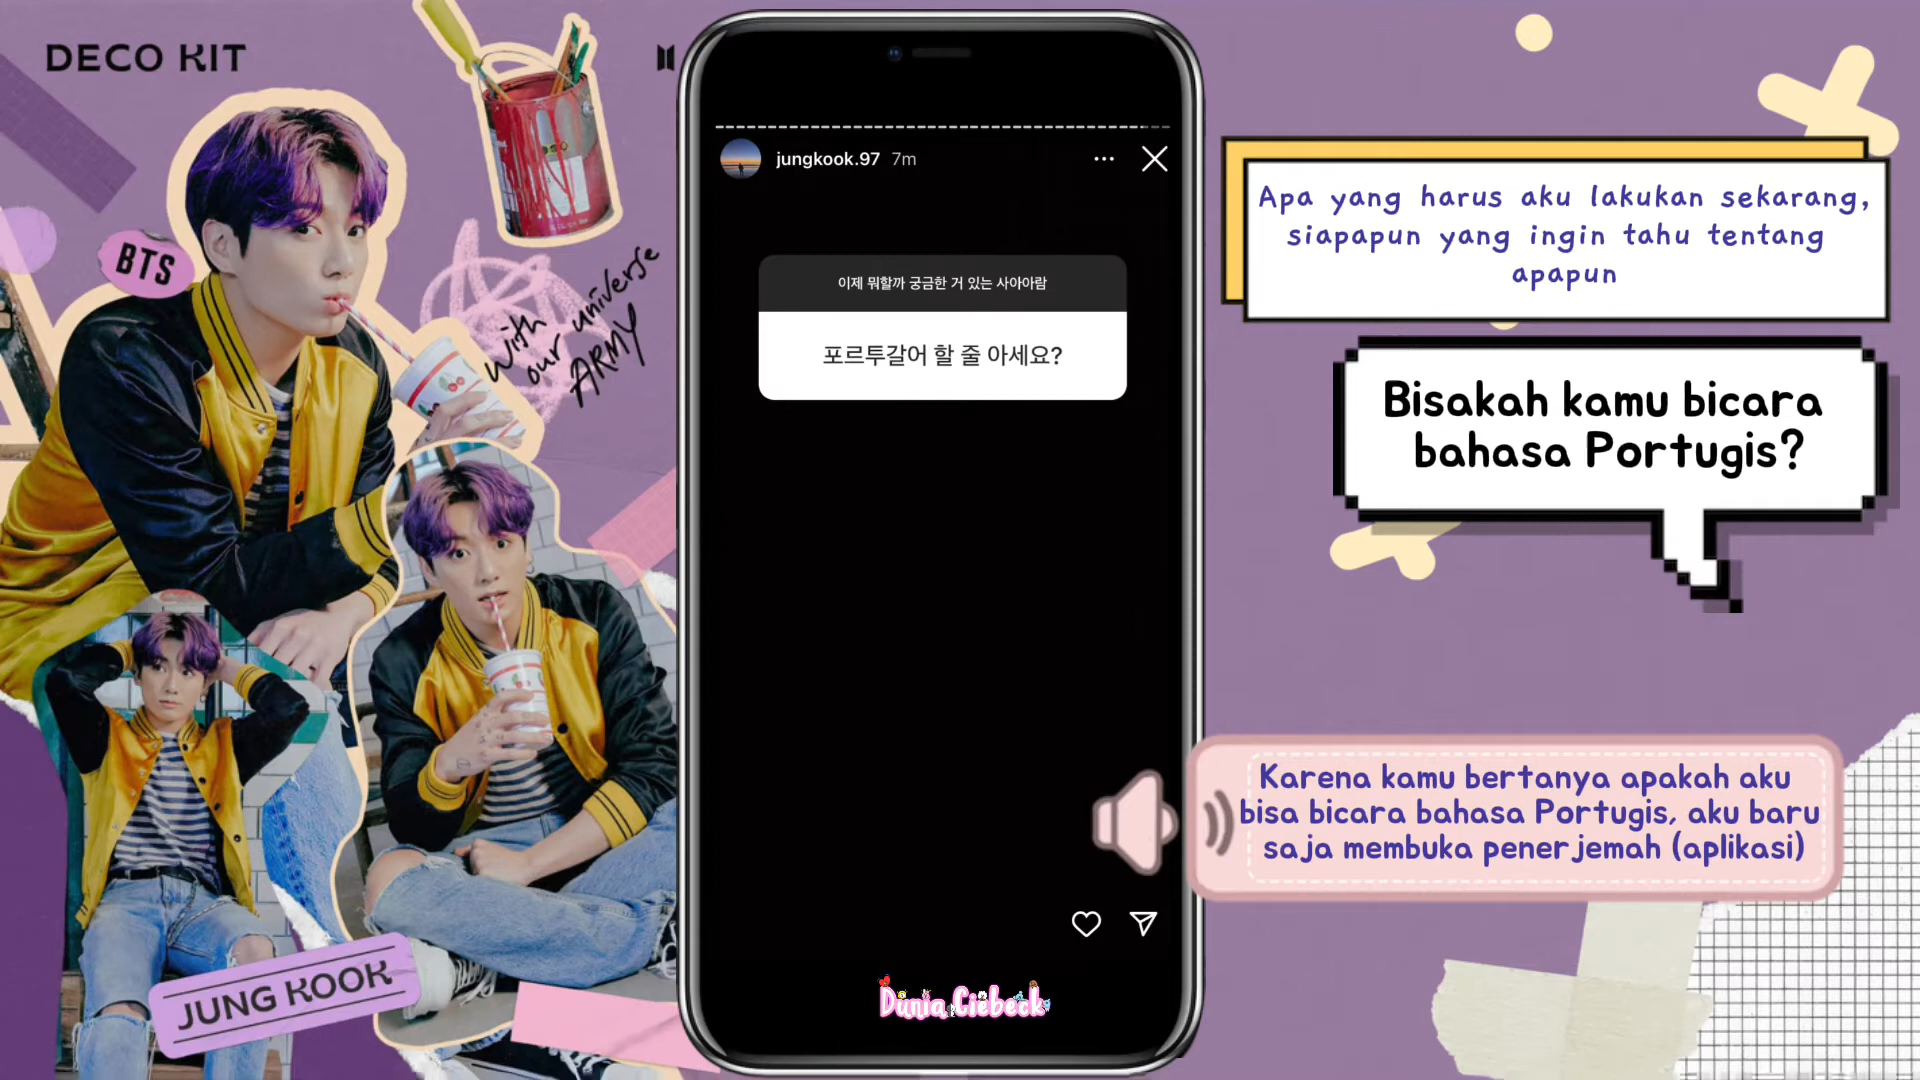 DECO KIT
BTS
With
our universe
ARMY
JUNG KOOK
jungkook.97 7m
이제 뭐할까 궁금한 거 있는 사아아람
포르투갈어 할 줄 아세요?
Dunia Ciebeck
Apa yang harus aku lakukan sekarang,
siapapun yang ingin tahu tentang
apapun
Bisakah kamu bicara
bahasa Portugis?
Karena kamu bertanya apakah aku
bisa bicara bahasa Portugis, aku baru
saja membuka penerjemah (aplikasi)